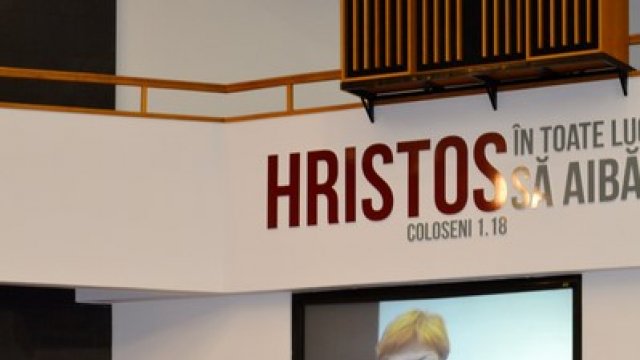 HRISTOS
ÎN TOATE
SĂ AIBĂ
COLOSENI 1.18